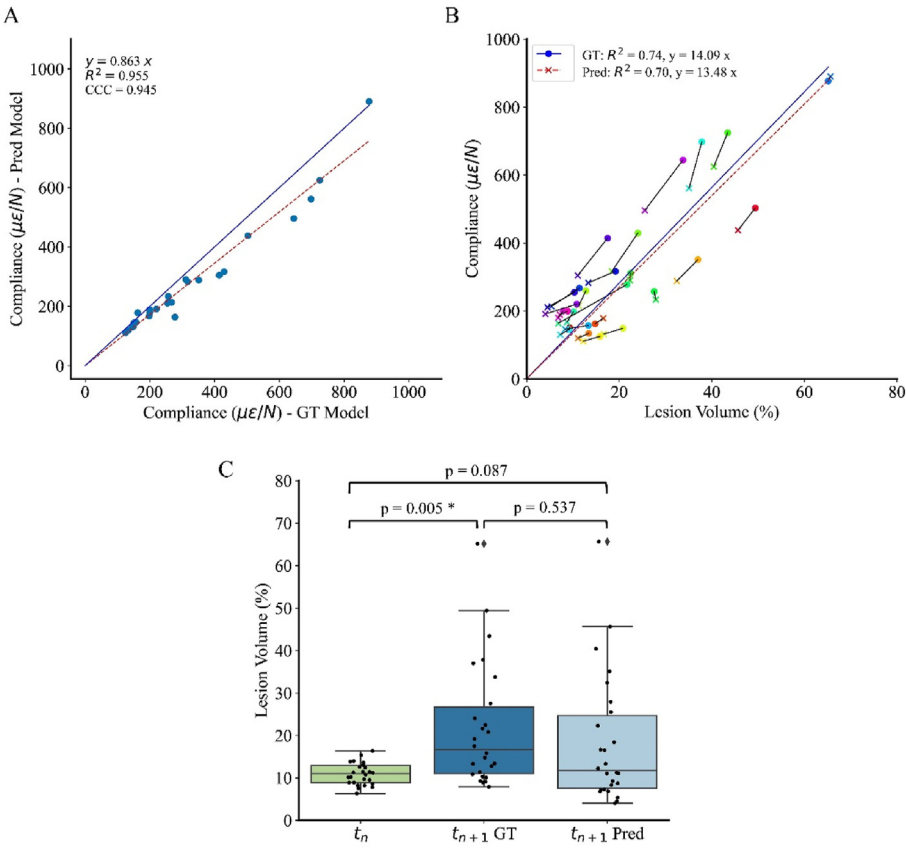 A
y = 0.863 x
R² = 0.955
CCC = 0.945
1000
800
600
400
200
0
0 200 400 600 800 1000
Compliance (με/N) - Pred Model
Compliance (με/N) - GT Model
B
GT: R² = 0.74, y = 14.09 x
Pred: R² = 0.70, y = 13.48 x
1000
800
600
400
200
0
0 20 40 60 80
Compliance (με/N)
Lesion Volume (%)
C
p = 0.087
p = 0.005 *
p = 0.537
80
70
60
50
40
30
20
10
0
Lesion Volume (%)
tₙ
tₙ₊₁ GT
tₙ₊₁ Pred